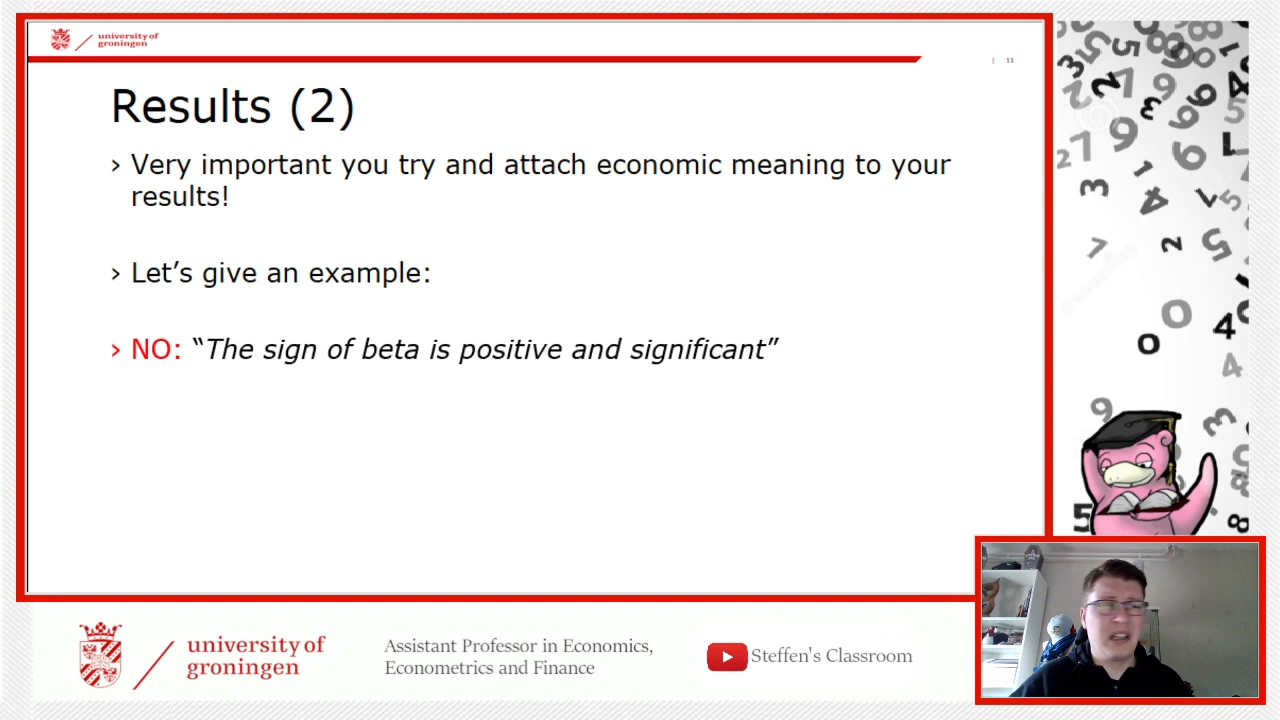 university of
groningen
| 11
Results (2)
› Very important you try and attach economic meaning to your
results!
› Let’s give an example:
› NO: “The sign of beta is positive and significant”
university of
groningen
Assistant Professor in Economics,
Econometrics and Finance
Steffen's Classroom